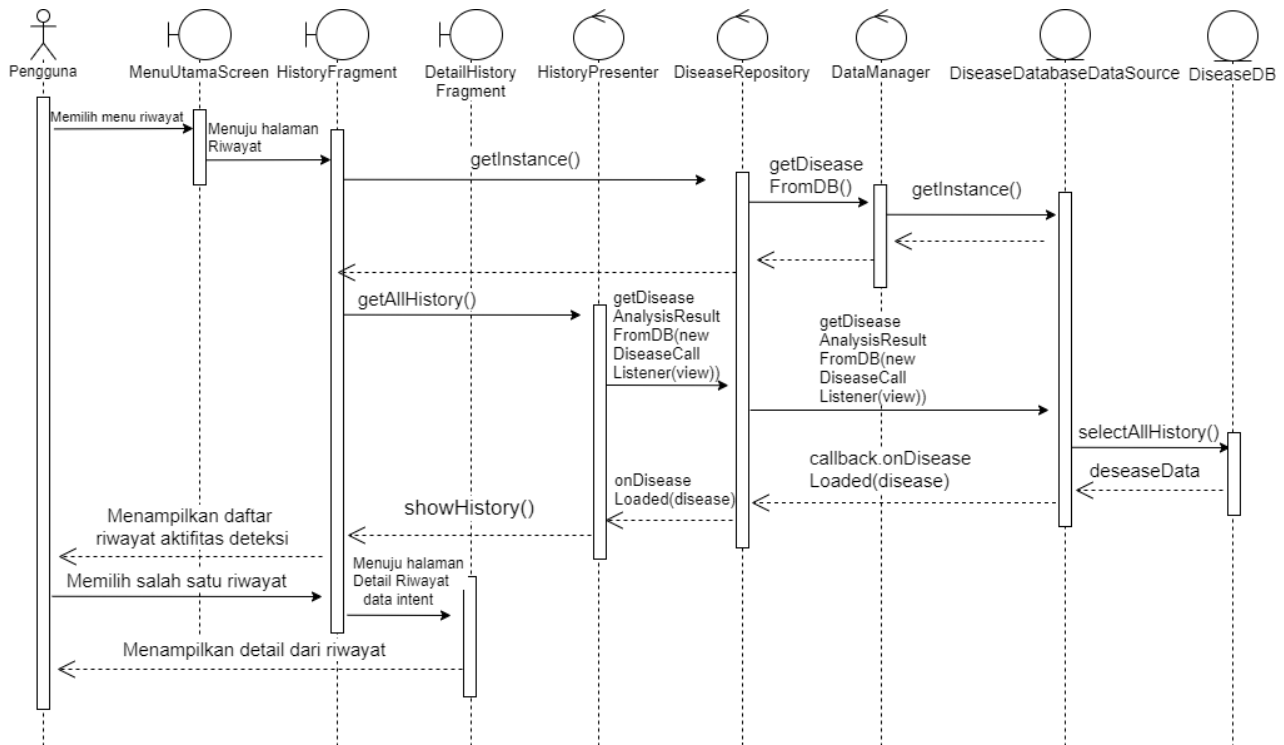 Pengguna
MenuUtamaScreen
HistoryFragment
DetailHistory
Fragment
HistoryPresenter
DiseaseRepository
DataManager
DiseaseDatabaseDataSource
DiseaseDB
Memilih menu riwayat
Menuju halaman
Riwayat
getInstance()
getDisease
FromDB()
getInstance()
getAllHistory()
getDisease
AnalysisResult
FromDB(new
DiseaseCall
Listener(view))
getDisease
AnalysisResult
FromDB(new
DiseaseCall
Listener(view))
selectAllHistory()
deseaseData
callback.onDisease
Loaded(disease)
onDisease
Loaded(disease)
showHistory()
Menampilkan daftar
riwayat aktifitas deteksi
Memilih salah satu riwayat
Menuju halaman
Detail Riwayat
data intent
Menampilkan detail dari riwayat